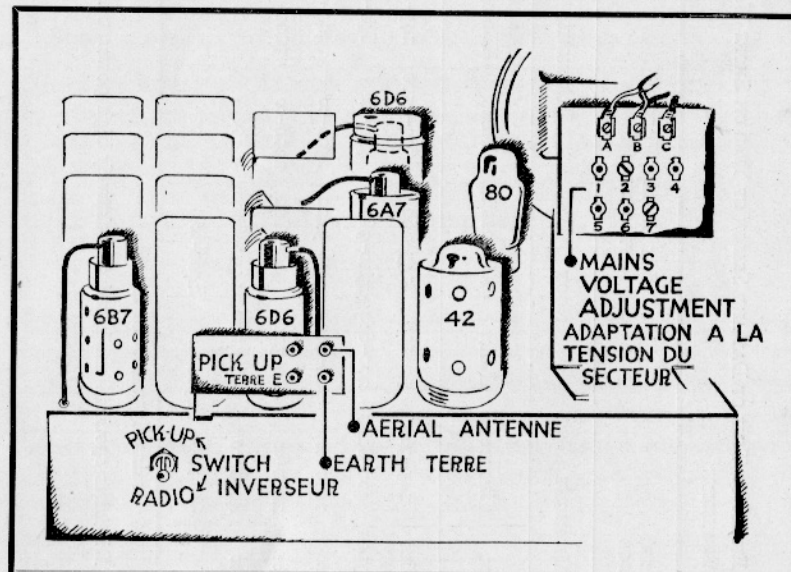 6D6
A B C
80
1 2 3 4
6A7
5 6 7
MAINS
VOLTAGE
ADJUSTMENT
ADAPTATION A LA
TENSION DU
SECTEUR
6B7
6D6
42
PICK UP
TERRE E
AERIAL ANTENNE
PICK-UP
SWITCH
EARTH TERRE
RADIO
INVERSEUR